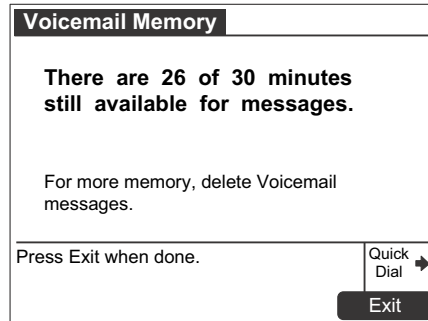 Voicemail Memory
There are 26 of 30 minutes
still available for messages.
For more memory, delete Voicemail
messages.
Press Exit when done.
Quick
Dial
Exit